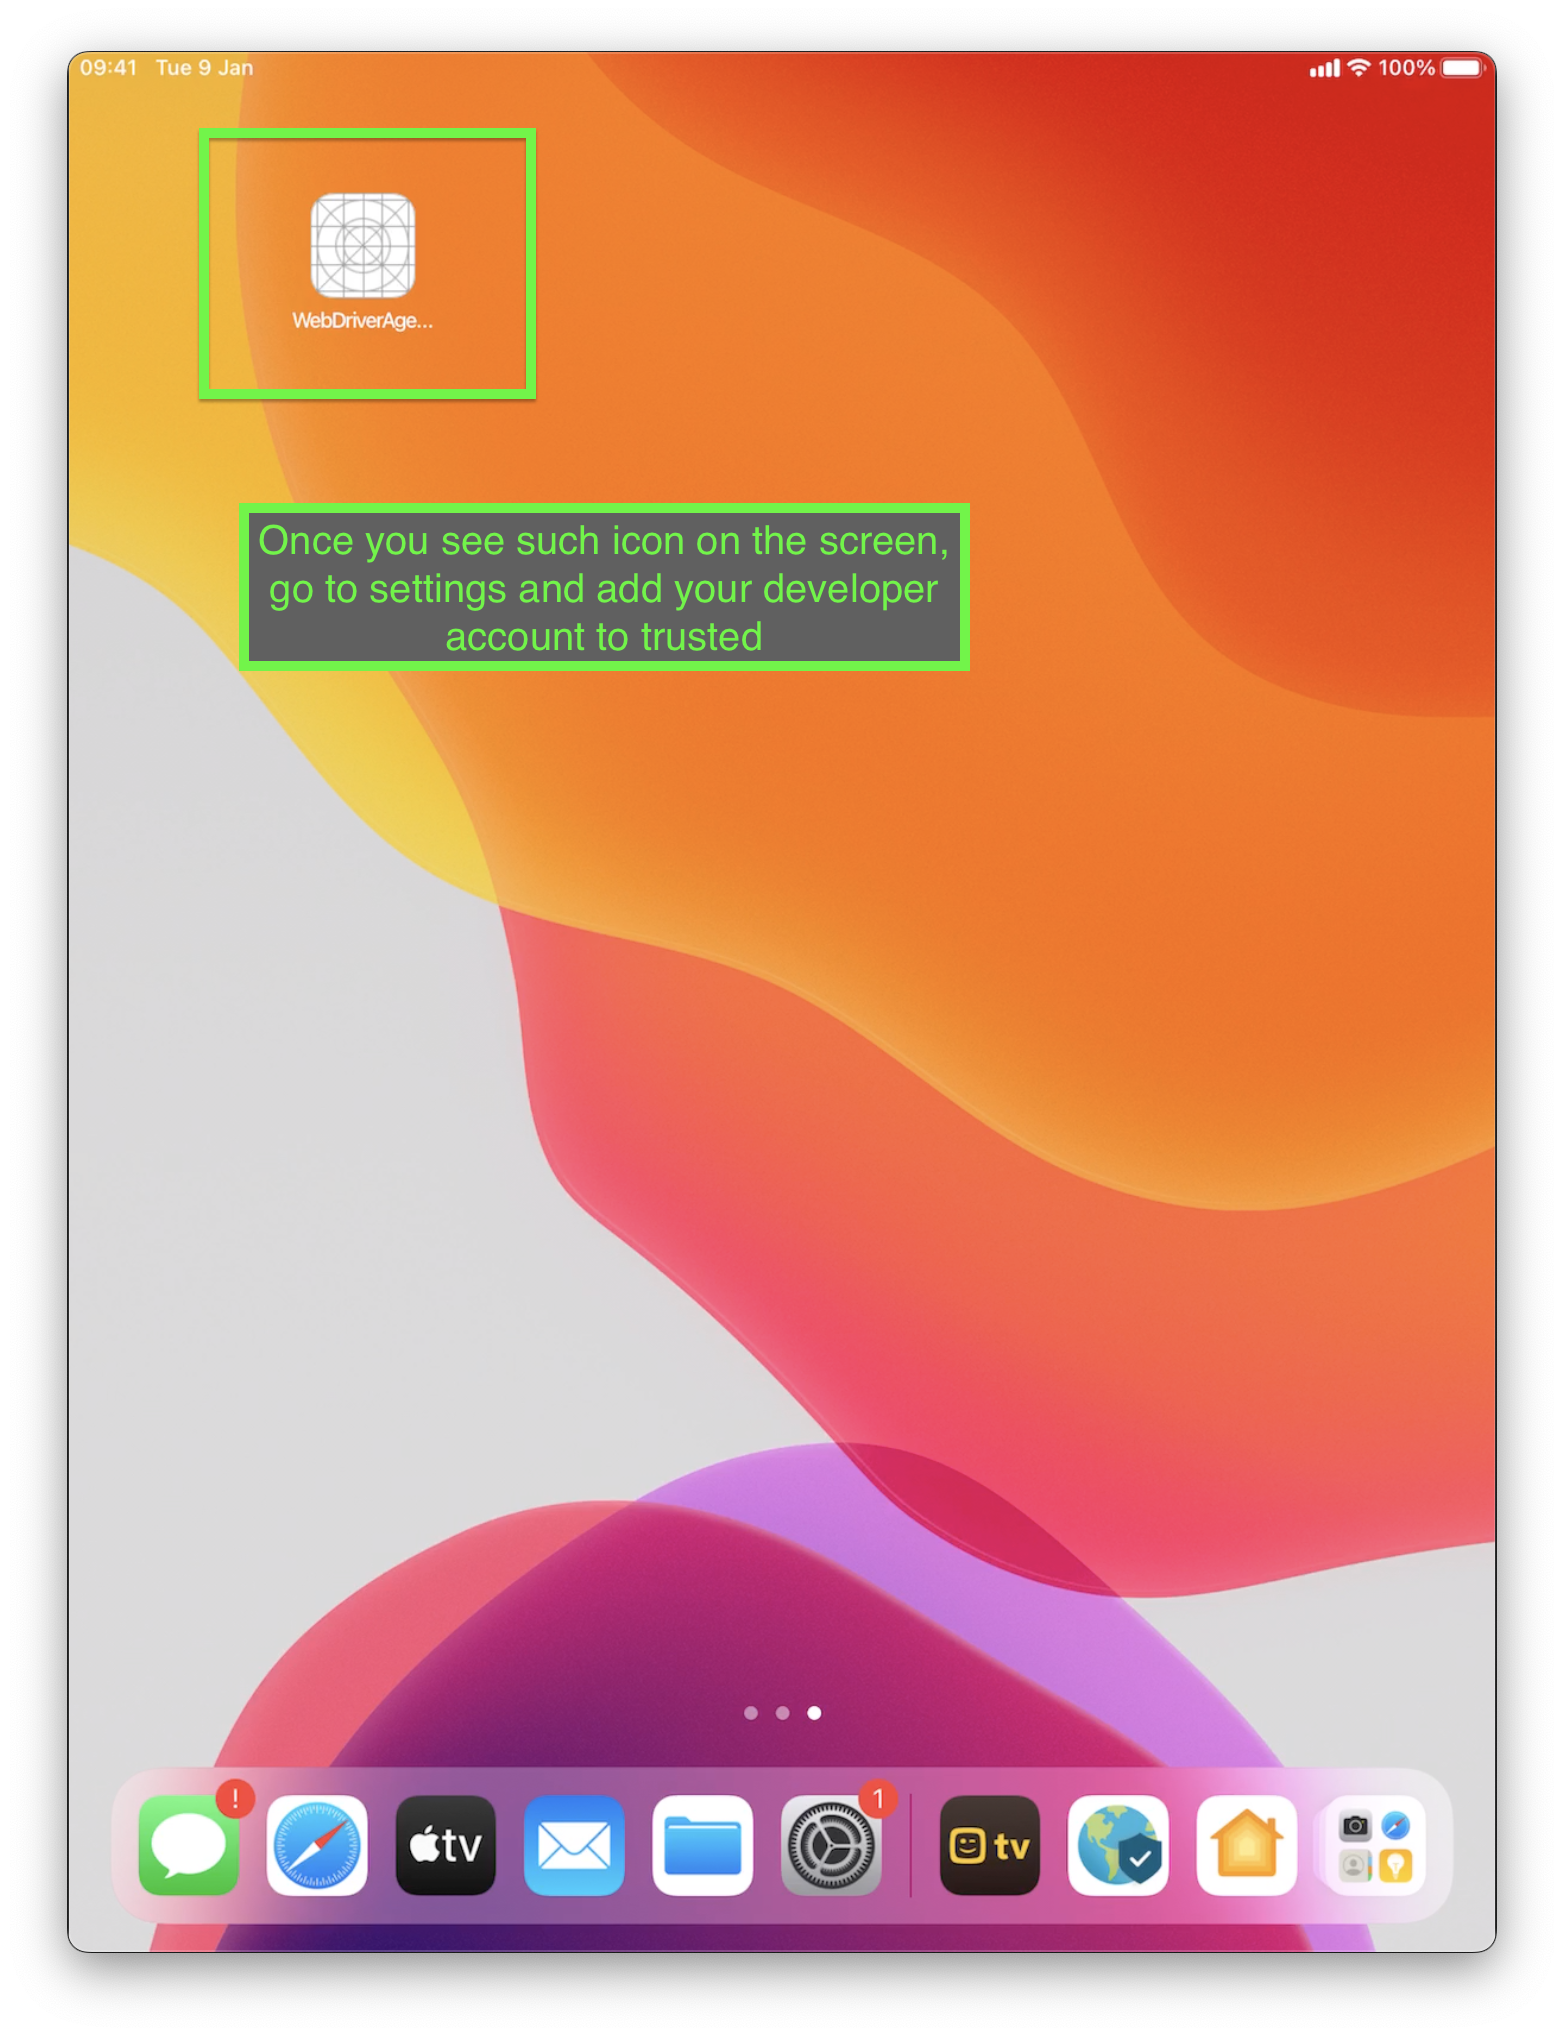 09:41 Tue 9 Jan 100%
WebDriverAge...
Once you see such icon on the screen,
go to settings and add your developer
account to trusted
! tv 1 tv